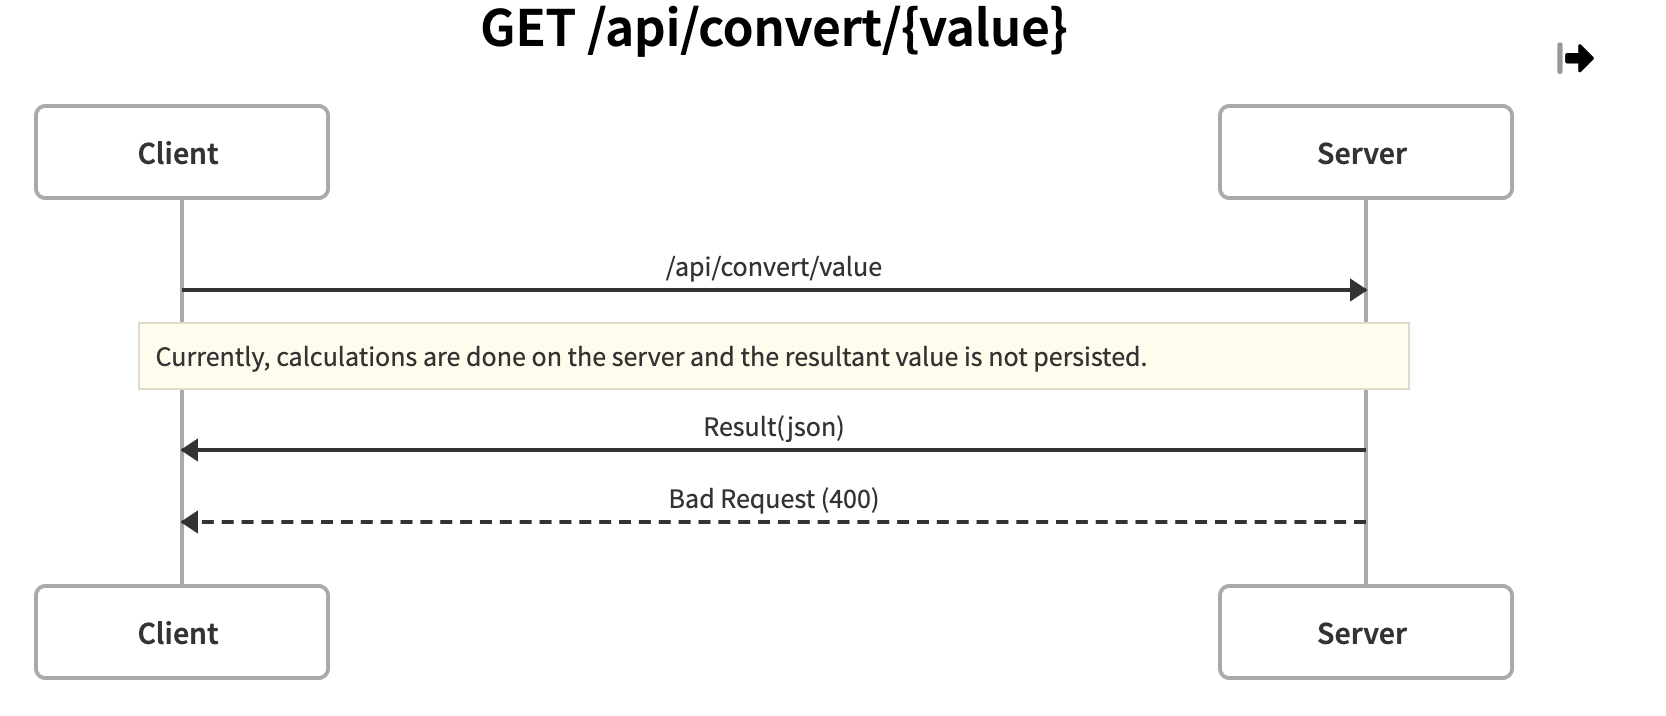 GET /api/convert/{value}
Client
Server
/api/convert/value
Currently, calculations are done on the server and the resultant value is not persisted.
Result(json)
Bad Request (400)
Client
Server